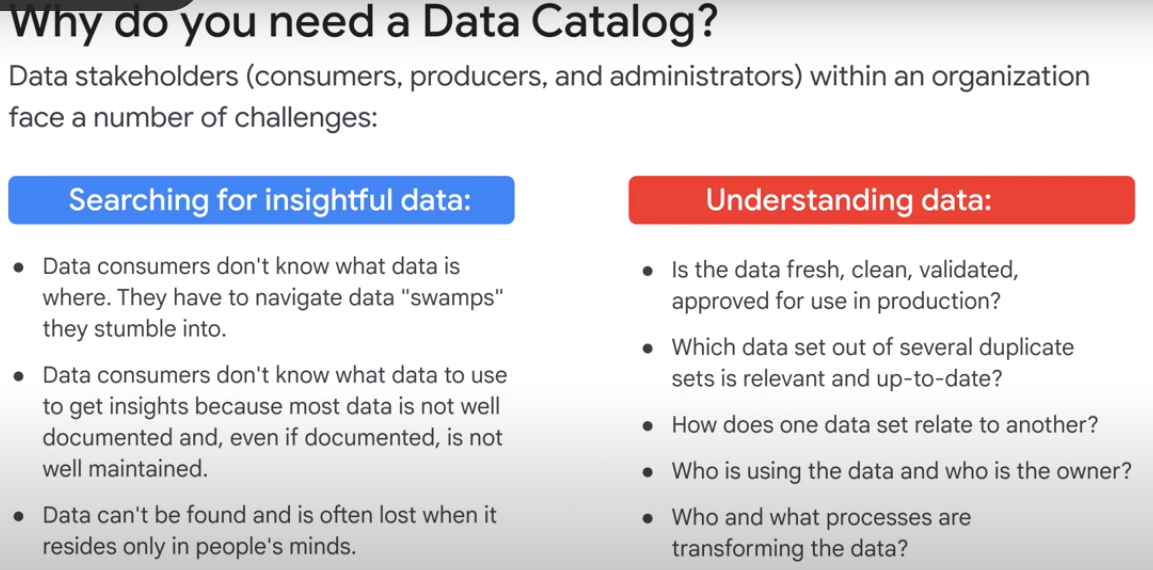 Why do you need a Data Catalog?
Data stakeholders (consumers, producers, and administrators) within an organization
face a number of challenges:
Searching for insightful data:
● Data consumers don't know what data is
where. They have to navigate data "swamps"
they stumble into.
● Data consumers don't know what data to use
to get insights because most data is not well
documented and, even if documented, is not
well maintained.
● Data can't be found and is often lost when it
resides only in people's minds.
Understanding data:
● Is the data fresh, clean, validated,
approved for use in production?
● Which data set out of several duplicate
sets is relevant and up-to-date?
● How does one data set relate to another?
● Who is using the data and who is the owner?
● Who and what processes are
transforming the data?